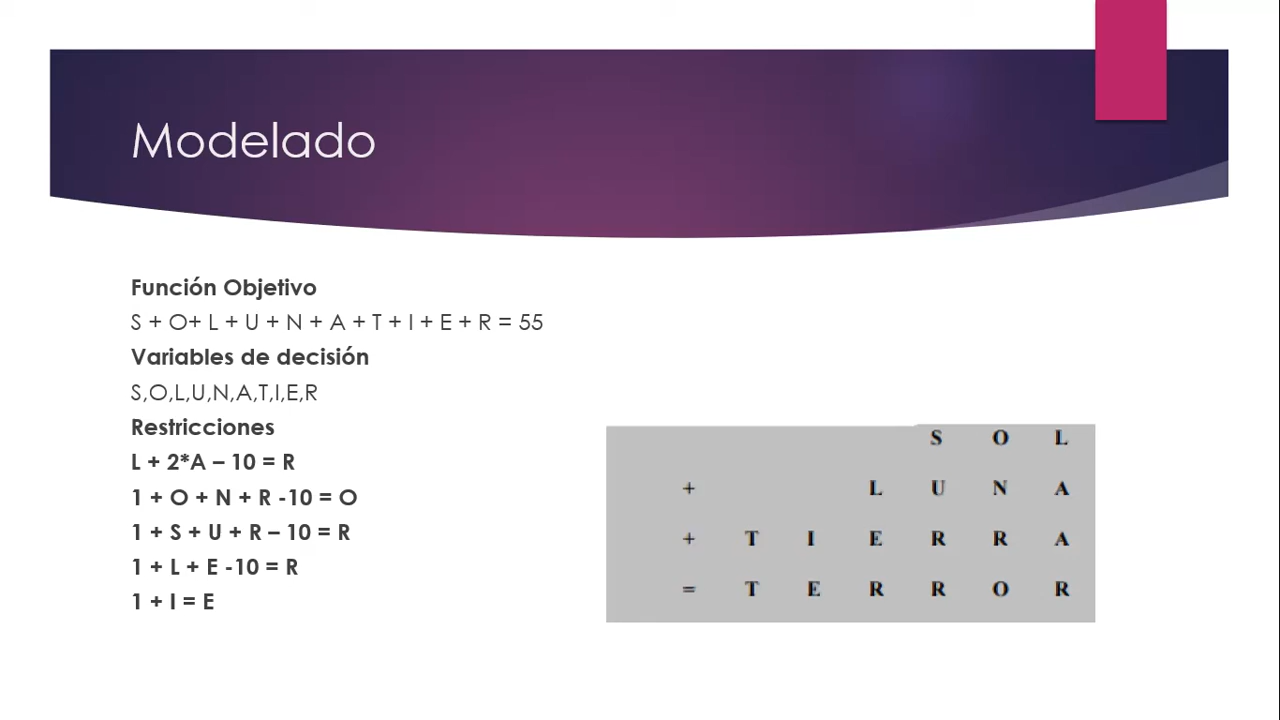 Modelado
Función Objetivo
S + O+ L + U + N + A + T + I + E + R = 55
Variables de decisión
S,O,L,U,N,A,T,I,E,R
Restricciones
L + 2*A – 10 = R
1 + O + N + R -10 = O
1 + S + U + R – 10 = R
1 + L + E -10 = R
1 + I = E
S O L
+ L U N A
+ T I E R R A
= T E R R O R